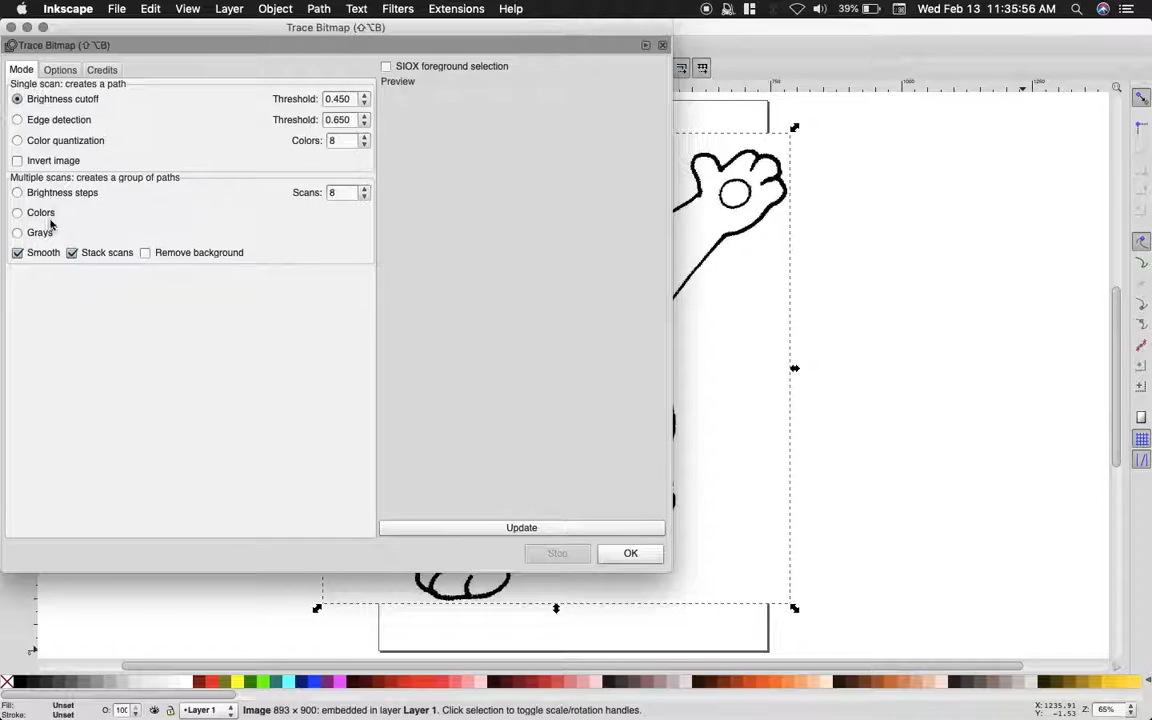 Inkscape File Edit View Layer Object Path Text Filters Extensions Help 39% Wed Feb 13 11:35:56 AM
Trace Bitmap (⇧⌥B)
Trace Bitmap (⇧⌥B)
Mode Options Credits
SIOX foreground selection
Preview
Single scan: creates a path
Brightness cutoff Threshold: 0.450
Edge detection Threshold: 0.650
Color quantization Colors: 8
Invert image
Multiple scans: creates a group of paths
Brightness steps Scans: 8
Colors
Grays
Smooth Stack scans Remove background
Update
Stop OK
750 1000 1250
Fill: Unset
Stroke: Unset
O: 100
Layer 1
Image 893 × 900: embedded in layer Layer 1. Click selection to toggle scale/rotation handles.
X:1235.91
Y: -1.53
Z: 65%